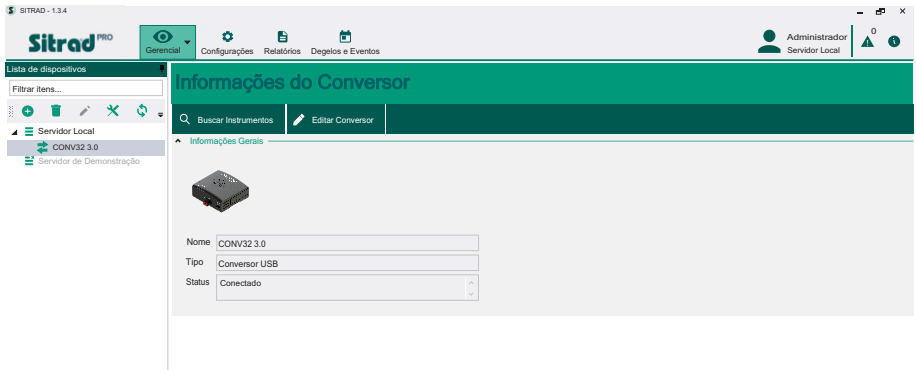 SITRAD - 1.3.4
Sitrad PRO
Gerencial
Configurações
Relatórios
Degelos e Eventos
Administrador
Servidor Local
0
Lista de dispositivos
Filtrar itens...
Servidor Local
CONV32 3.0
Servidor de Demonstração
Informações do Conversor
Buscar Instrumentos
Editar Conversor
Informações Gerais
Nome CONV32 3.0
Tipo Conversor USB
Status Conectado